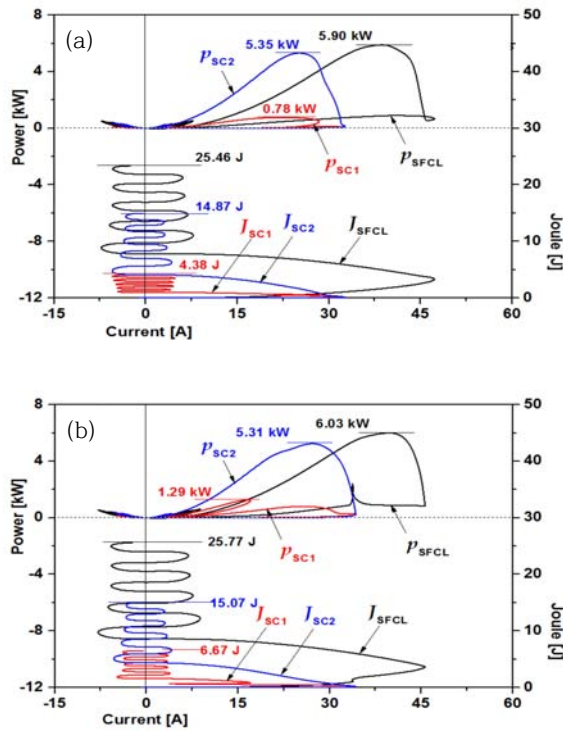 (a)
8
4
0
-4
-8
-12
Power [kW]
50
40
30
20
10
0
Joule [J]
-15
0
15
30
45
60
Current [A]
5.35 kW
5.90 kW
pSC2
0.78 kW
pSC1
pSFCL
25.46 J
14.87 J
JSC1
JSC2
JSFCL
4.38 J
(b)
8
4
0
-4
-8
-12
Power [kW]
50
40
30
20
10
0
Joule [J]
-15
0
15
30
45
60
Current [A]
5.31 kW
6.03 kW
pSC2
1.29 kW
pSC1
pSFCL
25.77 J
15.07 J
JSC1
JSC2
JSFCL
6.67 J